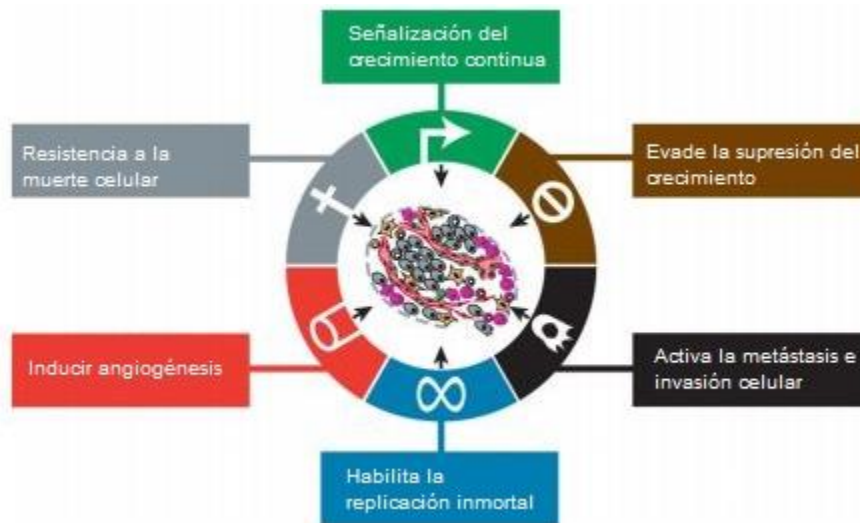 Señalización del
crecimiento continua
Resistencia a la
muerte celular
Evade la supresión del
crecimiento
Inducir angiogénesis
Activa la metástasis e
invasión celular
Habilita la
replicación inmortal